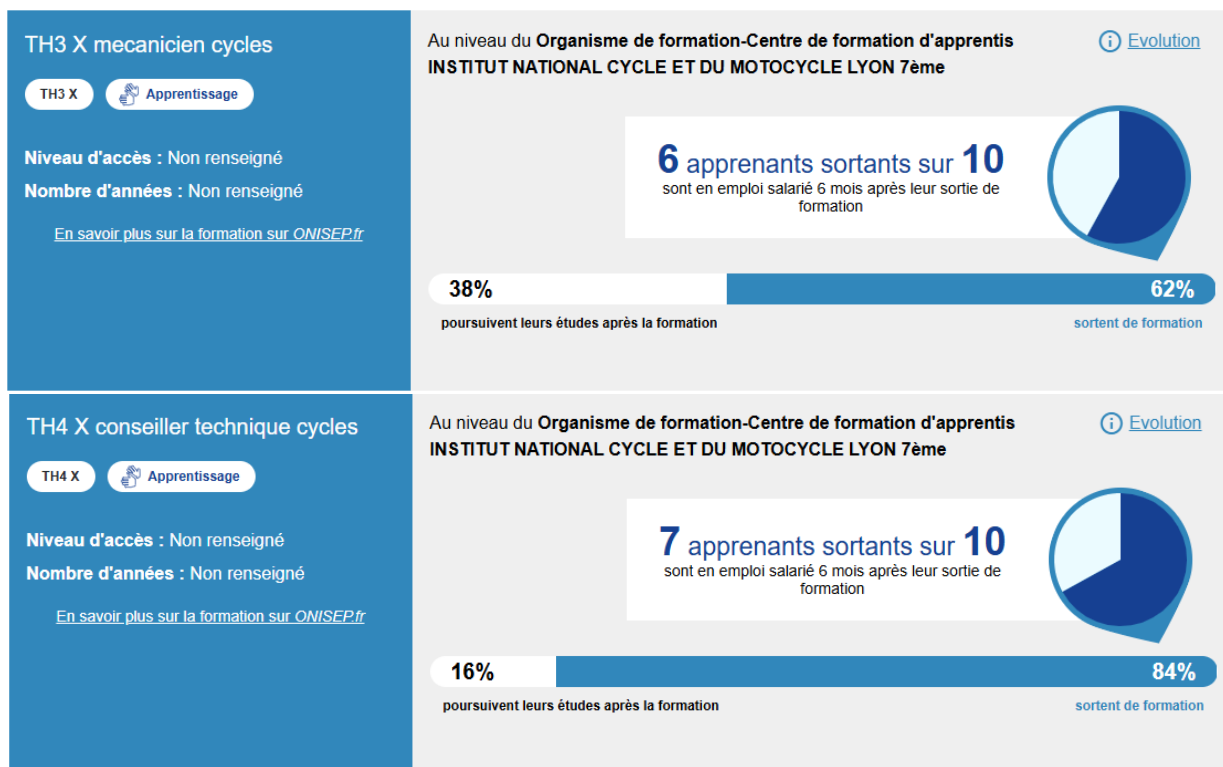 TH3 X mecanicien cycles
TH3 X
Apprentissage
Niveau d'accès : Non renseigné
Nombre d'années : Non renseigné
En savoir plus sur la formation sur ONISEP.fr
Au niveau du Organisme de formation-Centre de formation d'apprentis
INSTITUT NATIONAL CYCLE ET DU MOTOCYCLE LYON 7ème
i Evolution
6 apprenants sortants sur 10
sont en emploi salarié 6 mois après leur sortie de
formation
38%
62%
poursuivent leurs études après la formation
sortent de formation
TH4 X conseiller technique cycles
TH4 X
Apprentissage
Niveau d'accès : Non renseigné
Nombre d'années : Non renseigné
En savoir plus sur la formation sur ONISEP.fr
Au niveau du Organisme de formation-Centre de formation d'apprentis
INSTITUT NATIONAL CYCLE ET DU MOTOCYCLE LYON 7ème
i Evolution
7 apprenants sortants sur 10
sont en emploi salarié 6 mois après leur sortie de
formation
16%
84%
poursuivent leurs études après la formation
sortent de formation